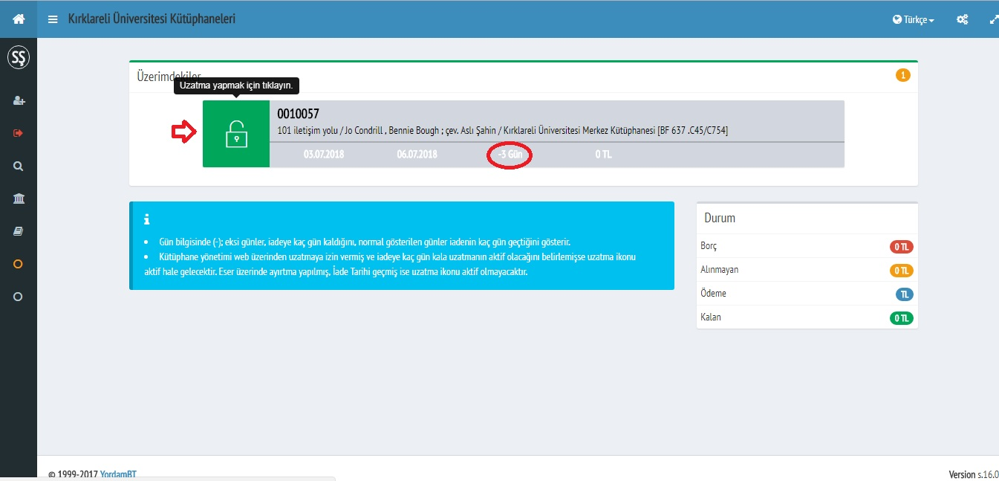 Kırklareli Üniversitesi Kütüphaneleri
Türkçe
SŞ
Üzerimdekiler
1
Uzatma yapmak için tıklayın.
0010057
101 iletişim yolu / Jo Condrill , Bennie Bough ; çev. Aslı Şahin / Kırklareli Üniversitesi Merkez Kütüphanesi [BF 637 .C45/C754]
03.07.2018 06.07.2018 -3 Gün 0 TL
Gün bilgisinde (-); eksi günler, iadeye kaç gün kaldığını, normal gösterilen günler iadenin kaç gün geçtiğini gösterir.
Kütüphane yönetimi web üzerinden uzatmaya izin vermiş ve iadeye kaç gün kala uzatmanın aktif olacağını belirlemişse uzatma ikonu
aktif hale gelecektir. Eser üzerinde ayırtma yapılmış, İade Tarihi geçmiş ise uzatma ikonu aktif olmayacaktır.
Durum
Borç 0 TL
Alınmayan 0 TL
Ödeme TL
Kalan 0 TL
© 1999-2017 YordamBT
Version s.16.0